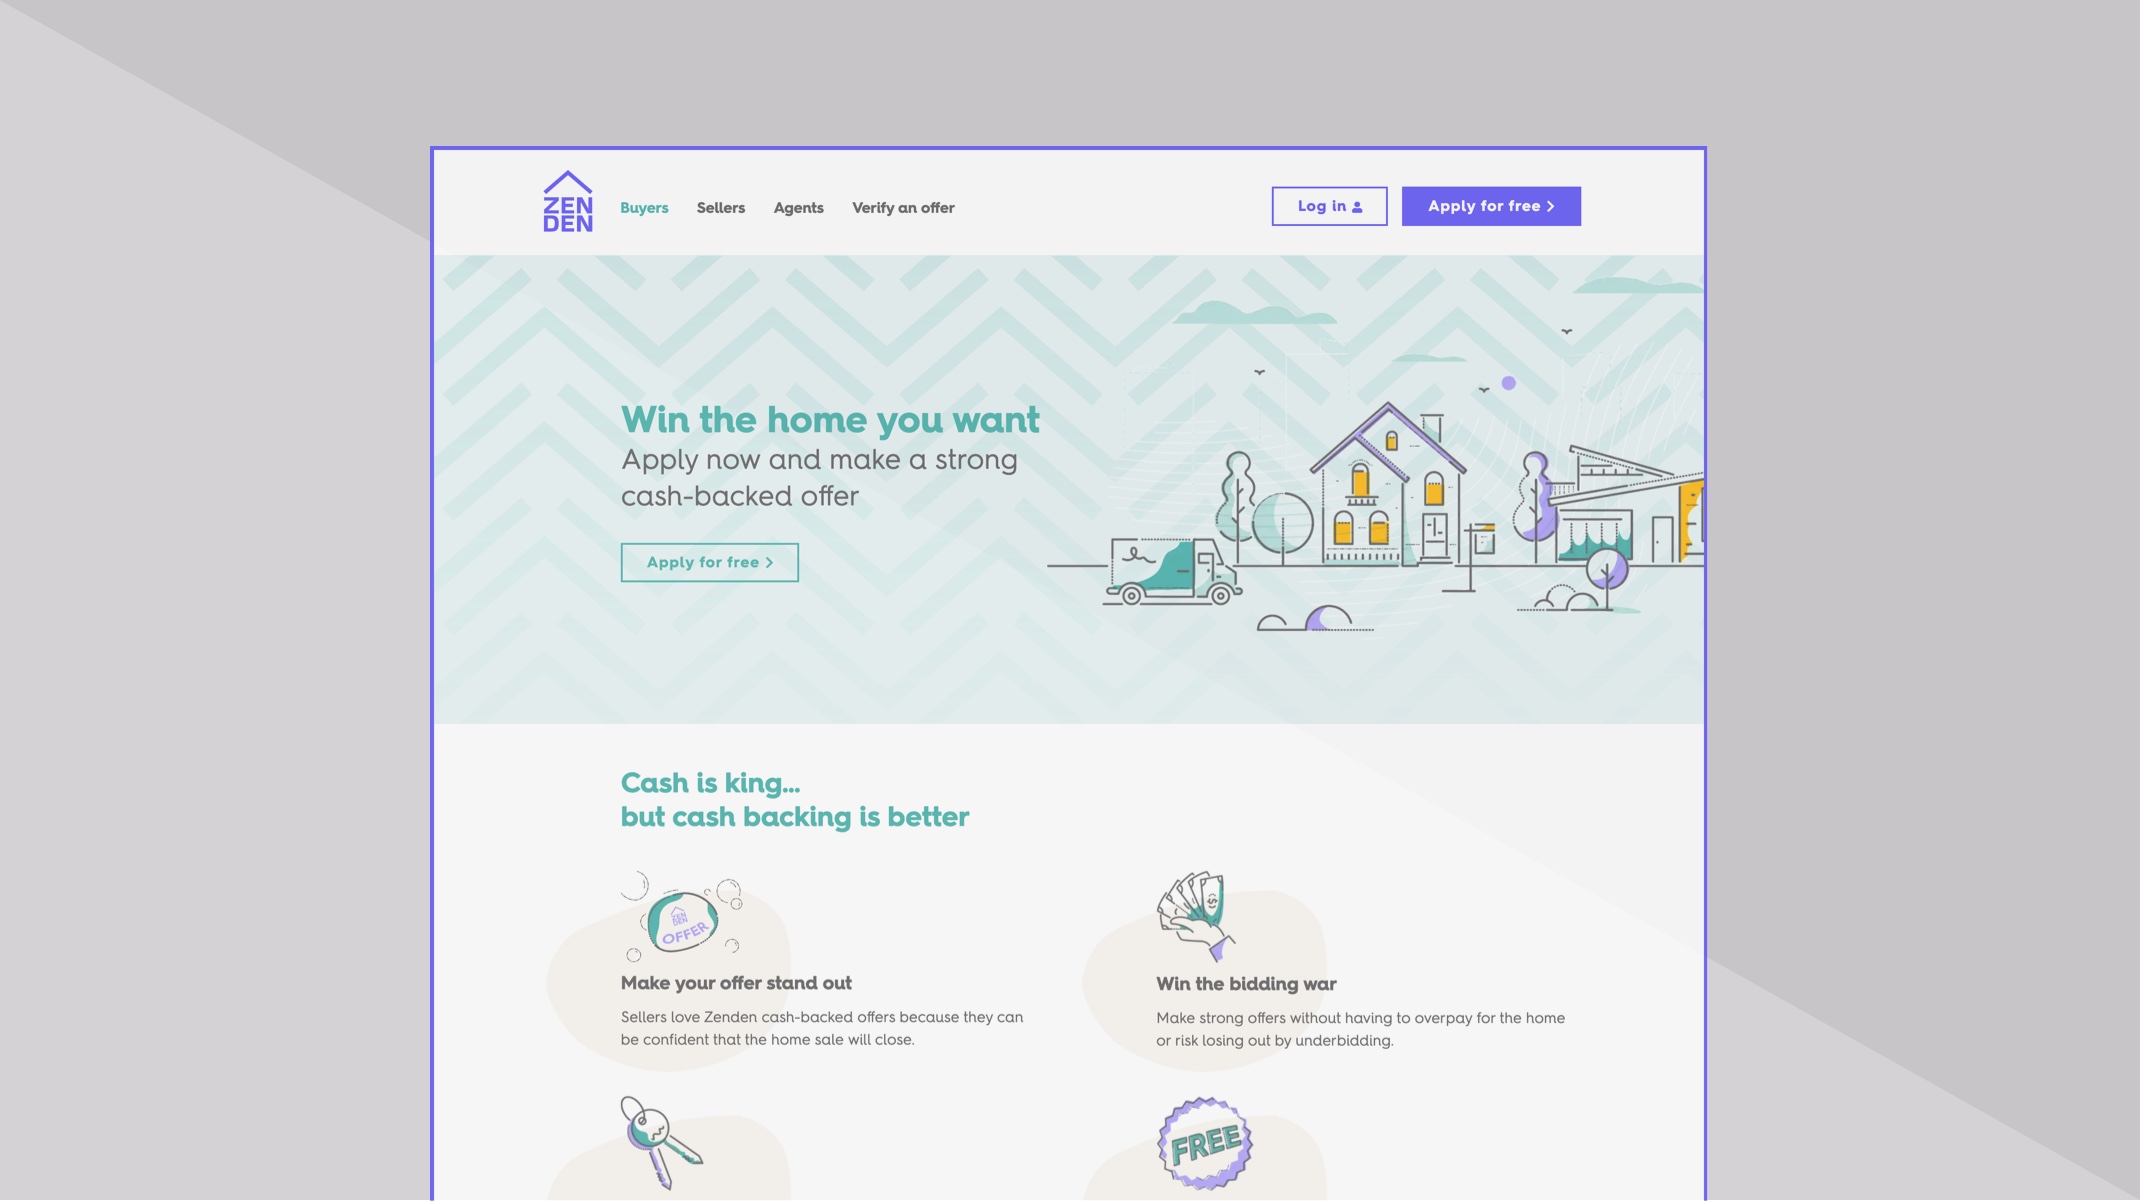 ZEN
DEN
Buyers Sellers Agents Verify an offer Log in Apply for free
Win the home you want
Apply now and make a strong
cash-backed offer
Apply for free
Cash is king...
but cash backing is better
ZEN
DEN
OFFER
Make your offer stand out
Sellers love Zenden cash-backed offers because they can
be confident that the home sale will close.
$
Win the bidding war
Make strong offers without having to overpay for the home
or risk losing out by underbidding.
FREE